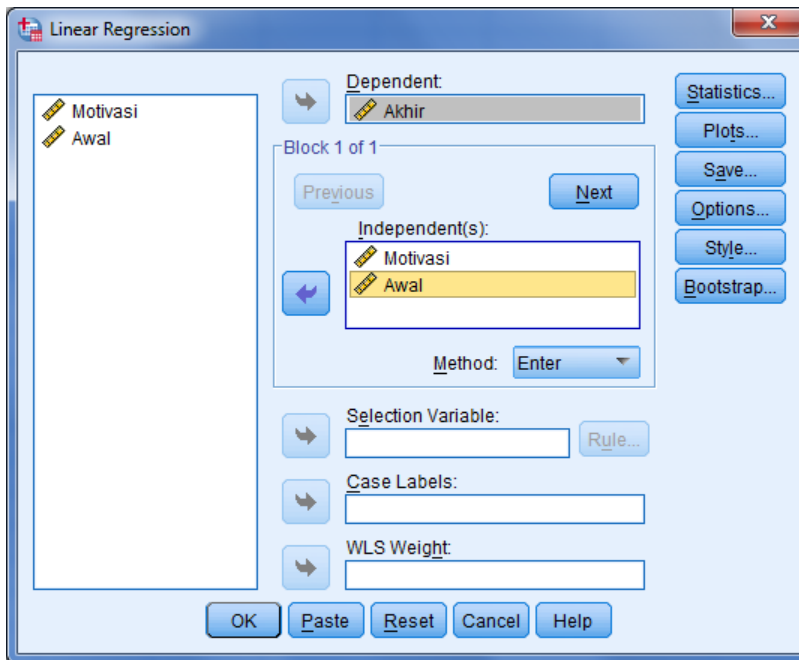 Linear Regression
Motivasi
Awal
Dependent:
Akhir
Block 1 of 1
Previous
Next
Independent(s):
Motivasi
Awal
Method:
Enter
Selection Variable:
Rule...
Case Labels:
WLS Weight:
Statistics...
Plots...
Save...
Options...
Style...
Bootstrap...
OK
Paste
Reset
Cancel
Help